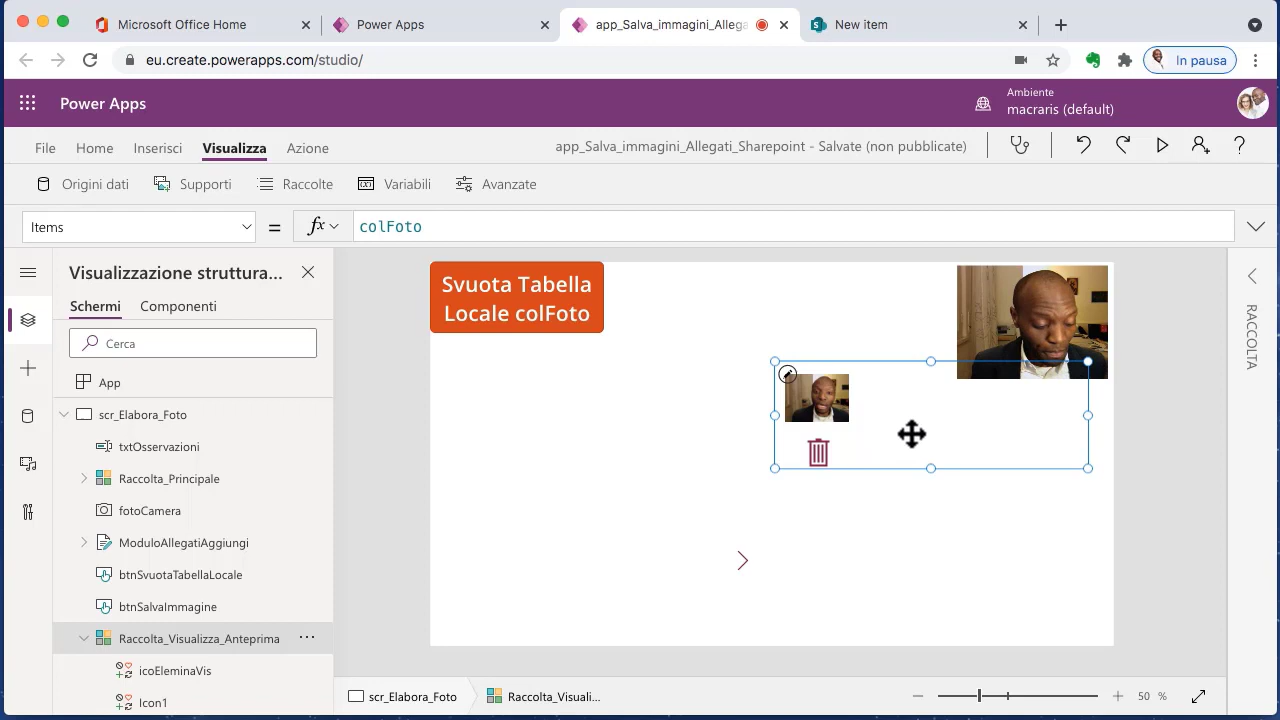 Microsoft Office Home
Power Apps
app_Salva_immagini_Allega
New item
eu.create.powerapps.com/studio/
In pausa
Power Apps
Ambiente
macraris (default)
File
Home
Inserisci
Visualizza
Azione
app_Salva_immagini_Allegati_Sharepoint - Salvate (non pubblicate)
Origini dati
Supporti
Raccolte
Variabili
Avanzate
Items
=
fx
colFoto
Visualizzazione struttura...
Schermi
Componenti
Cerca
App
scr_Elabora_Foto
txtOsservazioni
Raccolta_Principale
fotoCamera
ModuloAllegatiAggiungi
btnSvuotaTabellaLocale
btnSalvaImmagine
Raccolta_Visualizza_Anteprima
icoEleminaVis
Icon1
Svuota Tabella
Locale colFoto
RACCOLTA
scr_Elabora_Foto
Raccolta_Visuali...
50 %